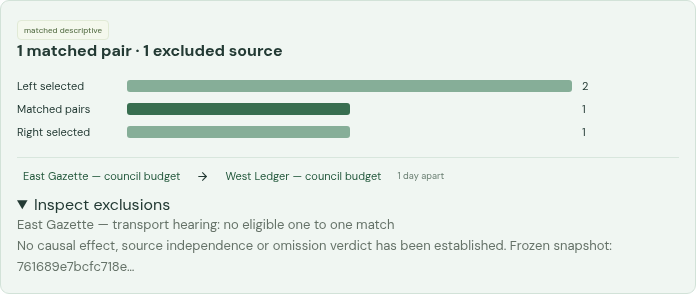 matched descriptive
1 matched pair · 1 excluded source
Left selected 2
Matched pairs 1
Right selected 1
East Gazette — council budget → West Ledger — council budget 1 day apart
▼ Inspect exclusions
East Gazette — transport hearing: no eligible one to one match
No causal effect, source independence or omission verdict has been established. Frozen snapshot:
761689e7bcfc718e…